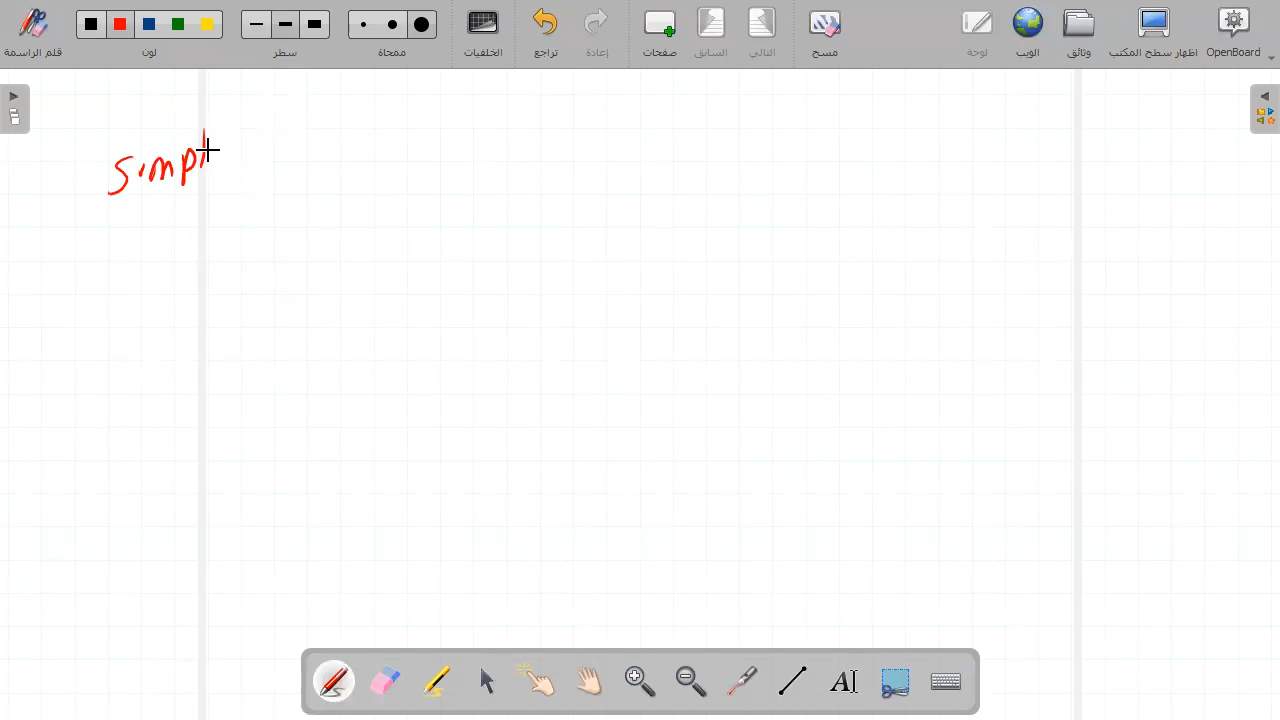 قلم الراسمة
لون
سطر
ممحاة
الخلفيات
تراجع
إعادة
صفحات
السابق
التالي
مسح
لوحة
الويب
وثائق
اظهار سطح المكتب
OpenBoard
simpl
A